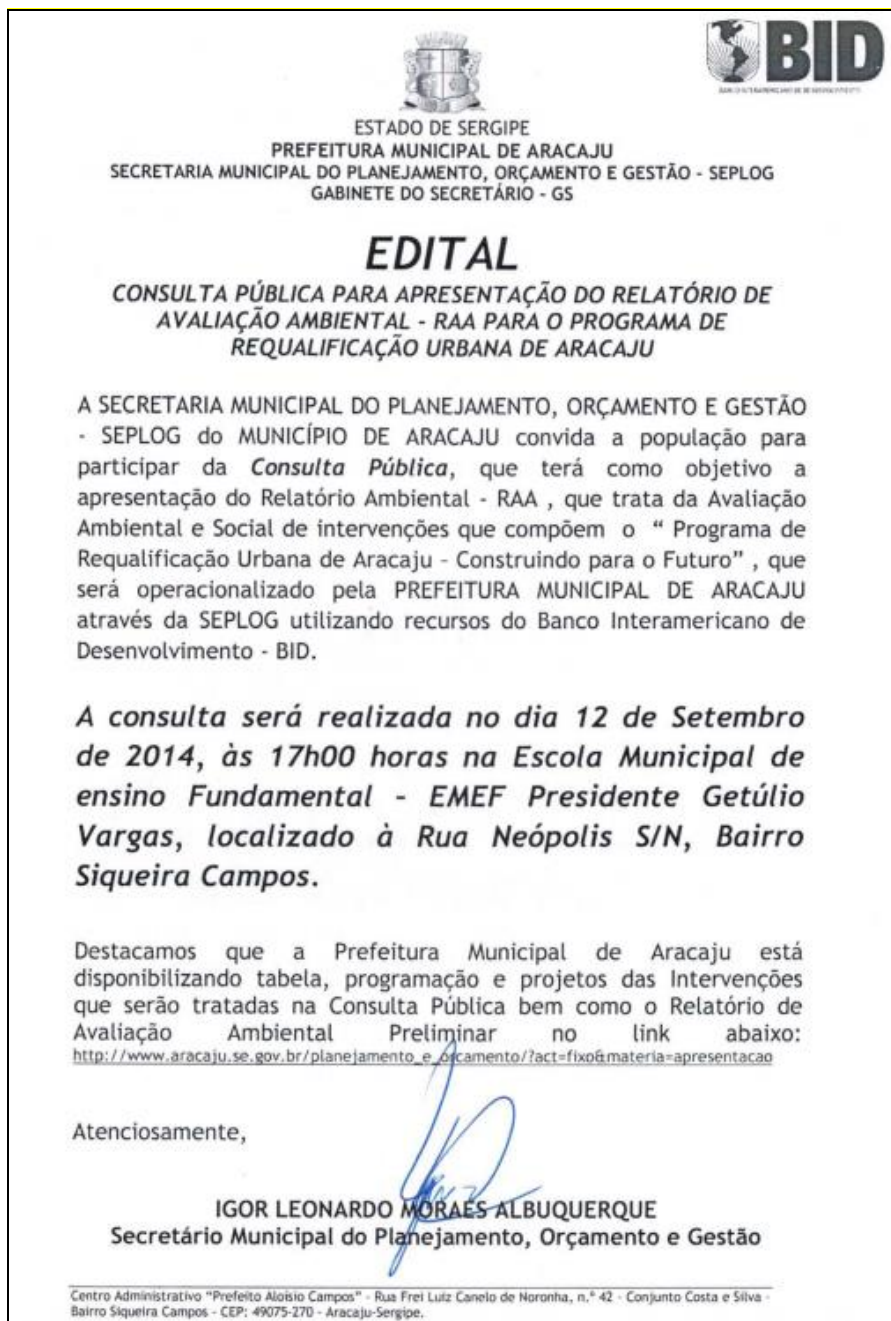 BID
BANCO INTERAMERICANO DE DESENVOLVIMENTO
ESTADO DE SERGIPE
PREFEITURA MUNICIPAL DE ARACAJU
SECRETARIA MUNICIPAL DO PLANEJAMENTO, ORÇAMENTO E GESTÃO - SEPLOG
GABINETE DO SECRETÁRIO - GS
EDITAL
CONSULTA PÚBLICA PARA APRESENTAÇÃO DO RELATÓRIO DE
AVALIAÇÃO AMBIENTAL - RAA PARA O PROGRAMA DE
REQUALIFICAÇÃO URBANA DE ARACAJU
A SECRETARIA MUNICIPAL DO PLANEJAMENTO, ORÇAMENTO E GESTÃO
- SEPLOG do MUNICÍPIO DE ARACAJU convida a população para
participar da Consulta Pública, que terá como objetivo a
apresentação do Relatório Ambiental - RAA , que trata da Avaliação
Ambiental e Social de intervenções que compõem o “ Programa de
Requalificação Urbana de Aracaju – Construindo para o Futuro” , que
será operacionalizado pela PREFEITURA MUNICIPAL DE ARACAJU
através da SEPLOG utilizando recursos do Banco Interamericano de
Desenvolvimento - BID.
A consulta será realizada no dia 12 de Setembro
de 2014, às 17h00 horas na Escola Municipal de
ensino Fundamental – EMEF Presidente Getúlio
Vargas, localizado à Rua Neópolis S/N, Bairro
Siqueira Campos.
Destacamos que a Prefeitura Municipal de Aracaju está
disponibilizando tabela, programação e projetos das Intervenções
que serão tratadas na Consulta Pública bem como o Relatório de
Avaliação Ambiental Preliminar no link abaixo:
http://www.aracaju.se.gov.br/planejamento_e_orcamento/?act=fixo&materia=apresentacao
Atenciosamente,
IGOR LEONARDO MORAES ALBUQUERQUE
Secretário Municipal do Planejamento, Orçamento e Gestão
Centro Administrativo “Prefeito Aloísio Campos” - Rua Frei Luiz Canelo de Noronha, n.º 42 - Conjunto Costa e Silva -
Bairro Siqueira Campos - CEP: 49075-270 - Aracaju-Sergipe.